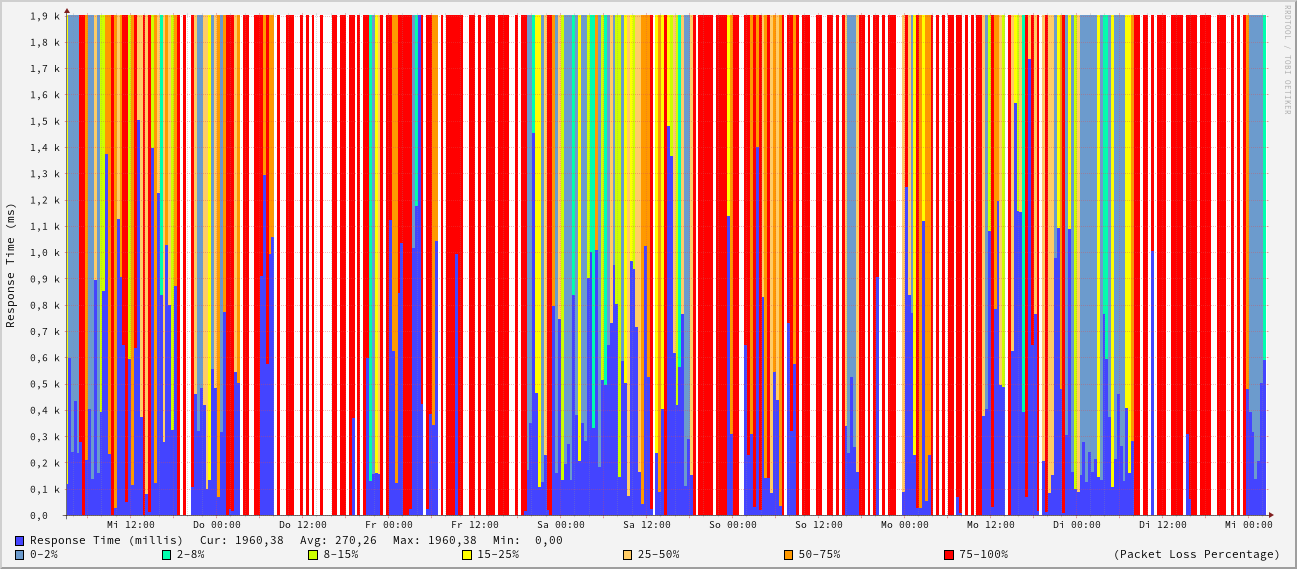 1,9 k
1,8 k
1,7 k
1,6 k
1,5 k
1,4 k
1,3 k
1,2 k
1,1 k
1,0 k
0,9 k
0,8 k
0,7 k
0,6 k
0,5 k
0,4 k
0,3 k
0,2 k
0,1 k
0,0
Response Time (ms)
RRDTOOL / TOBI OETIKER
Mi 12:00 Do 00:00 Do 12:00 Fr 00:00 Fr 12:00 Sa 00:00 Sa 12:00 So 00:00 So 12:00 Mo 00:00 Mo 12:00 Di 00:00 Di 12:00 Mi 00:00
Response Time (millis) Cur: 1960,38 Avg: 270,26 Max: 1960,38 Min: 0,00
0-2% 2-8% 8-15% 15-25% 25-50% 50-75% 75-100% (Packet Loss Percentage)